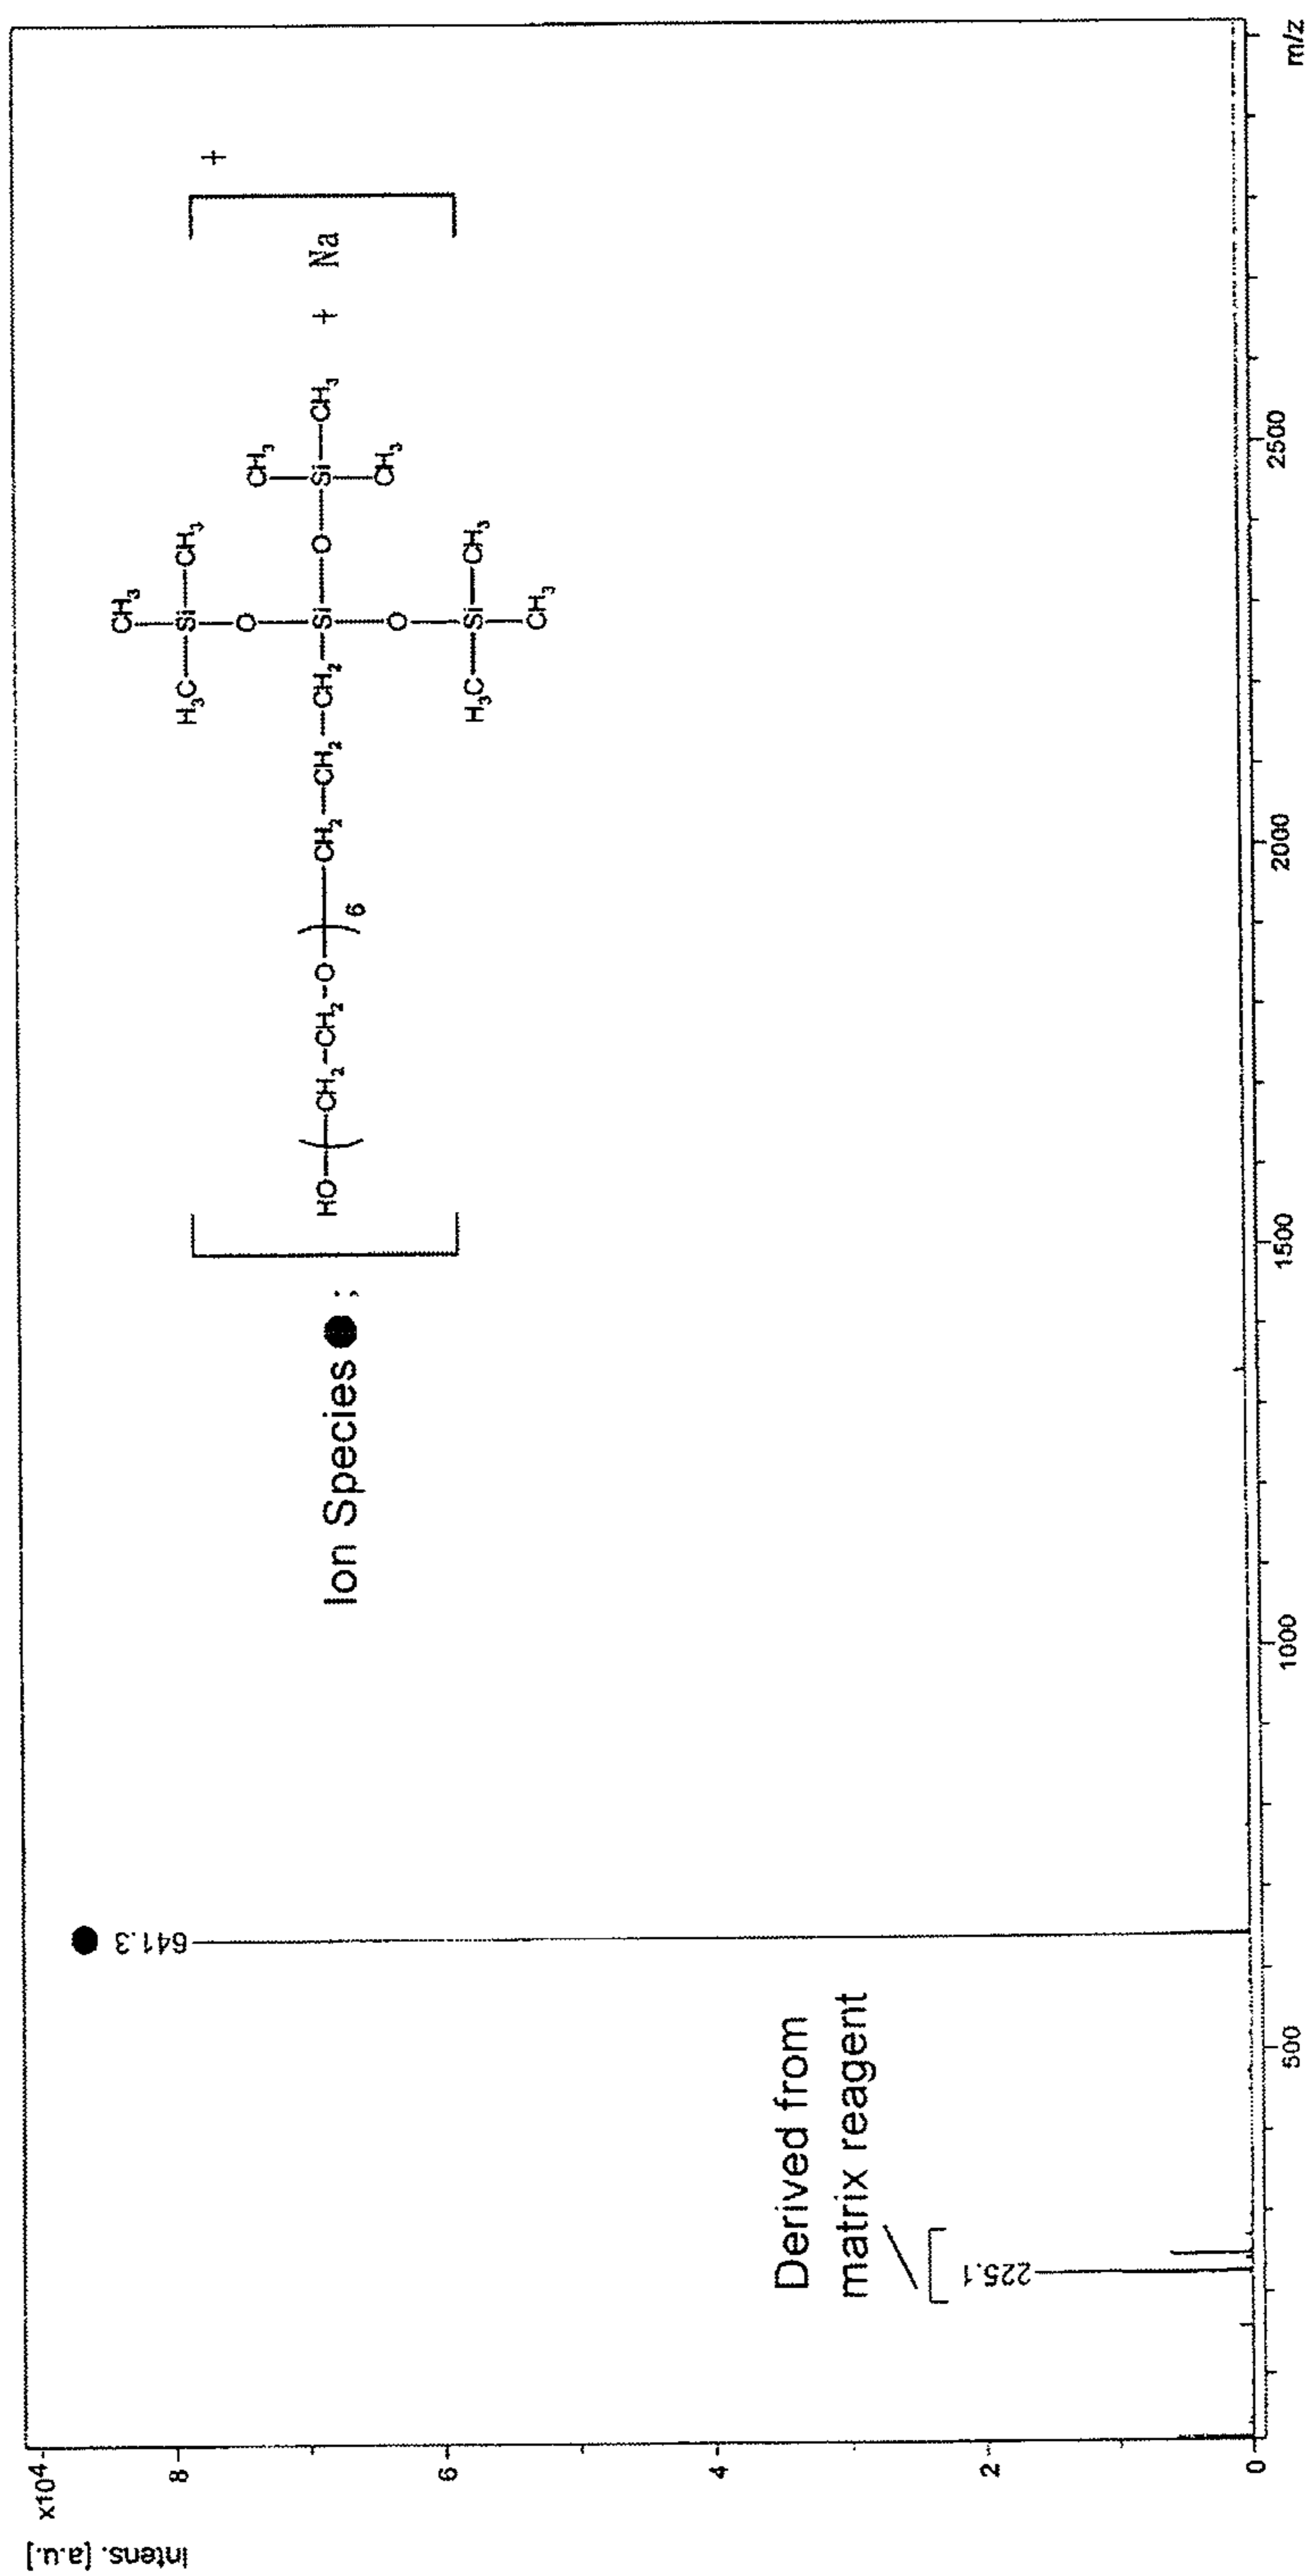 Intens. [a.u.]
x10⁴
8
6
4
2
0
641.3
225.1
Derived from
matrix reagent
Ion Species ● ;
HO—(CH₂—CH₂—O)₆—CH₂—CH₂—CH₂—Si—O—Si—CH₃ + Na
+
CH₃
H₃C—Si—CH₃
O
CH₃
CH₃
O
H₃C—Si—CH₃
CH₃
500
1000
1500
2000
2500
m/z